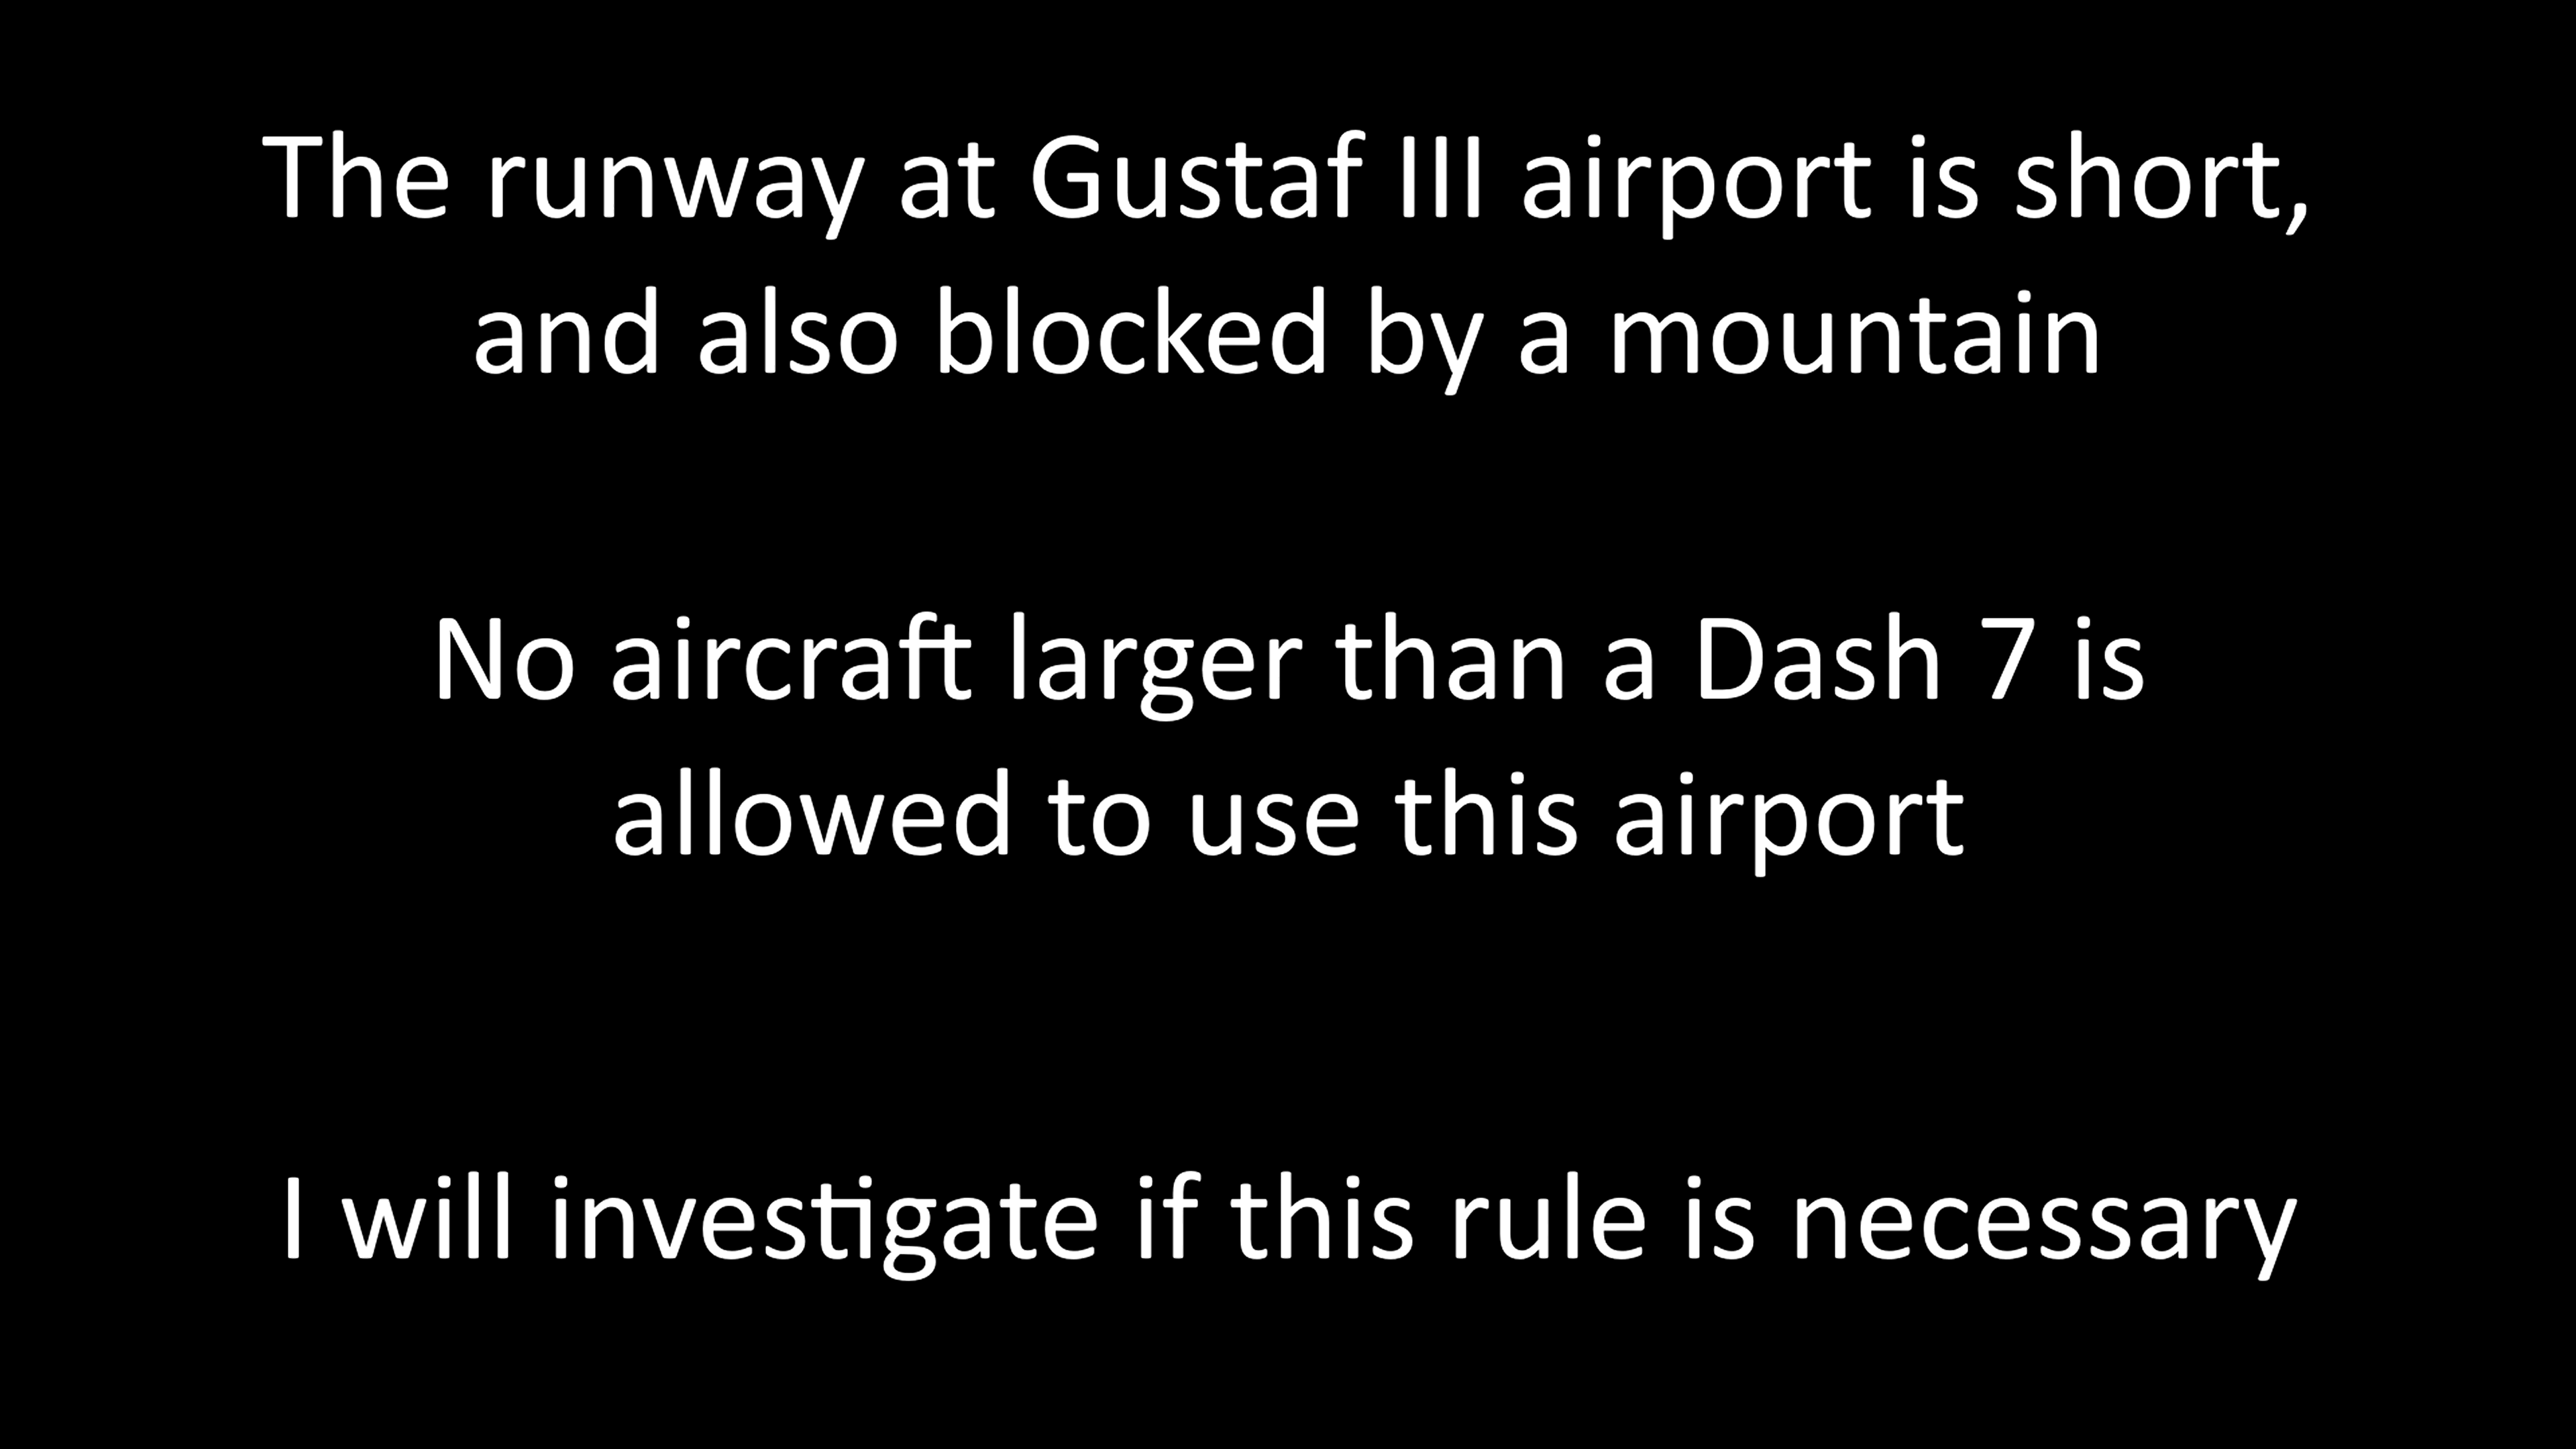 The runway at Gustaf III airport is short,
and also blocked by a mountain
No aircraft larger than a Dash 7 is
allowed to use this airport
I will investigate if this rule is necessary